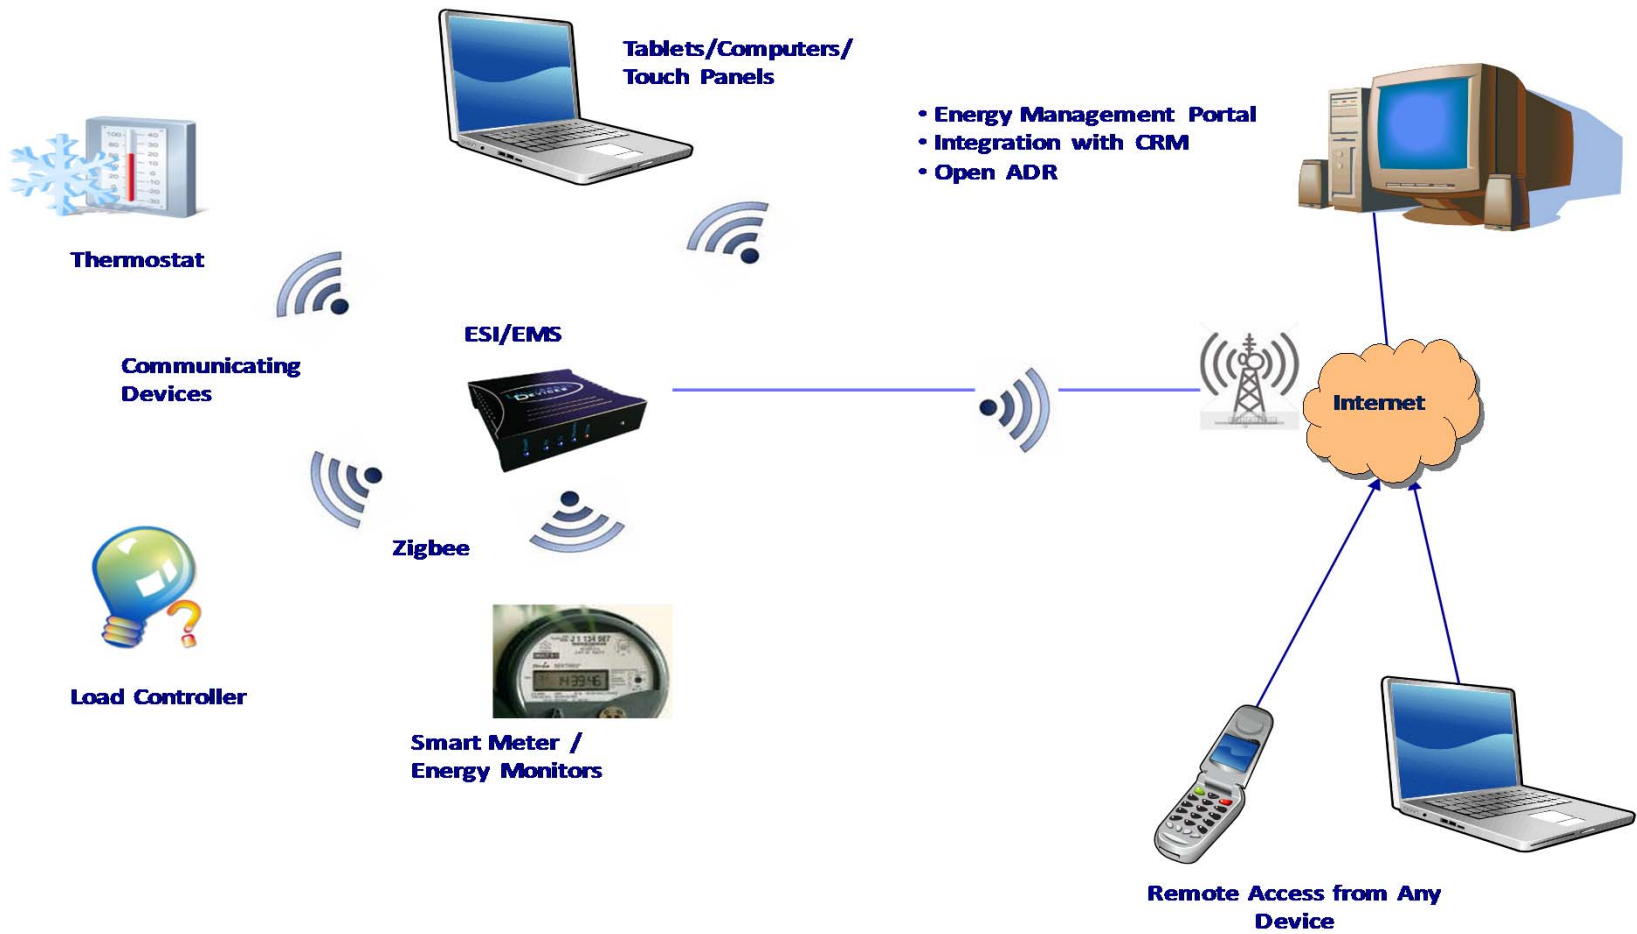 Tablets/Computers/
Touch Panels
• Energy Management Portal
• Integration with CRM
• Open ADR
Thermostat
ESI/EMS
Communicating
Devices
Internet
Zigbee
Load Controller
Smart Meter /
Energy Monitors
Remote Access from Any
Device